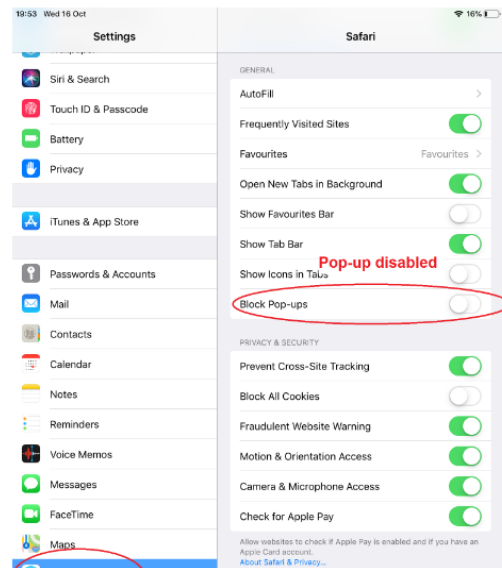 19:53 Wed 16 Oct
16%
Settings
Siri & Search
Touch ID & Passcode
Battery
Privacy
iTunes & App Store
Passwords & Accounts
Mail
Contacts
Calendar
Notes
Reminders
Voice Memos
Messages
FaceTime
Maps
Safari
GENERAL
AutoFill
Frequently Visited Sites
Favourites Favourites
Open New Tabs in Background
Show Favourites Bar
Show Tab Bar
Pop-up disabled
Show Icons in Tabs
Block Pop-ups
PRIVACY & SECURITY
Prevent Cross-Site Tracking
Block All Cookies
Fraudulent Website Warning
Motion & Orientation Access
Camera & Microphone Access
Check for Apple Pay
Allow websites to check if Apple Pay is enabled and if you have an
Apple Card account.
About Safari & Privacy...